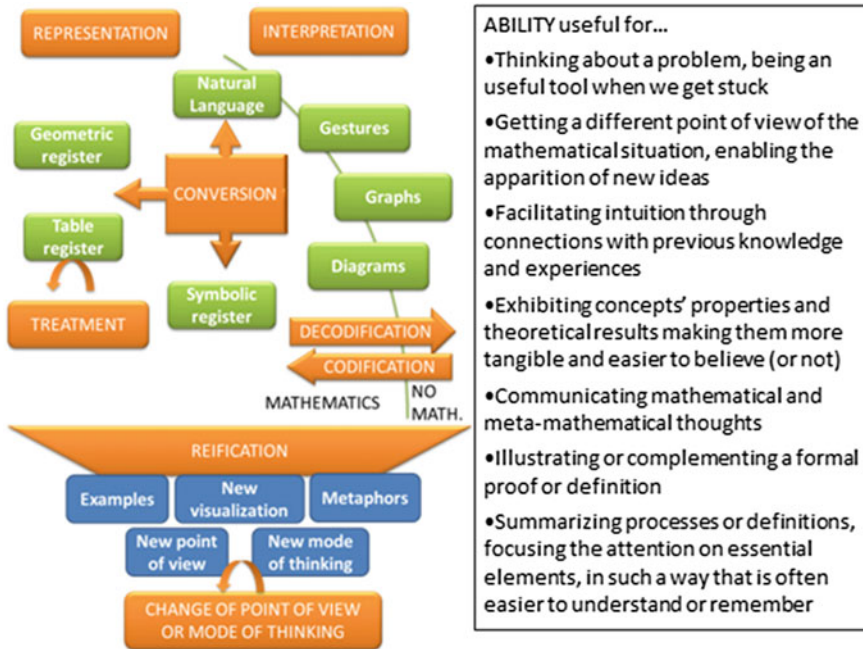 REPRESENTATION
INTERPRETATION
Natural
Language
Gestures
Geometric
register
CONVERSION
Graphs
Table
register
Diagrams
Symbolic
register
TREATMENT
DECODIFICATION
CODIFICATION
MATHEMATICS
NO
MATH.
REIFICATION
Examples
New
visualization
Metaphors
New point
of view
New mode
of thinking
CHANGE OF POINT OF VIEW
OR MODE OF THINKING
ABILITY useful for...
•Thinking about a problem, being an
useful tool when we get stuck
•Getting a different point of view of the
mathematical situation, enabling the
apparition of new ideas
•Facilitating intuition through
connections with previous knowledge
and experiences
•Exhibiting concepts' properties and
theoretical results making them more
tangible and easier to believe (or not)
•Communicating mathematical and
meta-mathematical thoughts
•Illustrating or complementing a formal
proof or definition
•Summarizing processes or definitions,
focusing the attention on essential
elements, in such a way that is often
easier to understand or remember